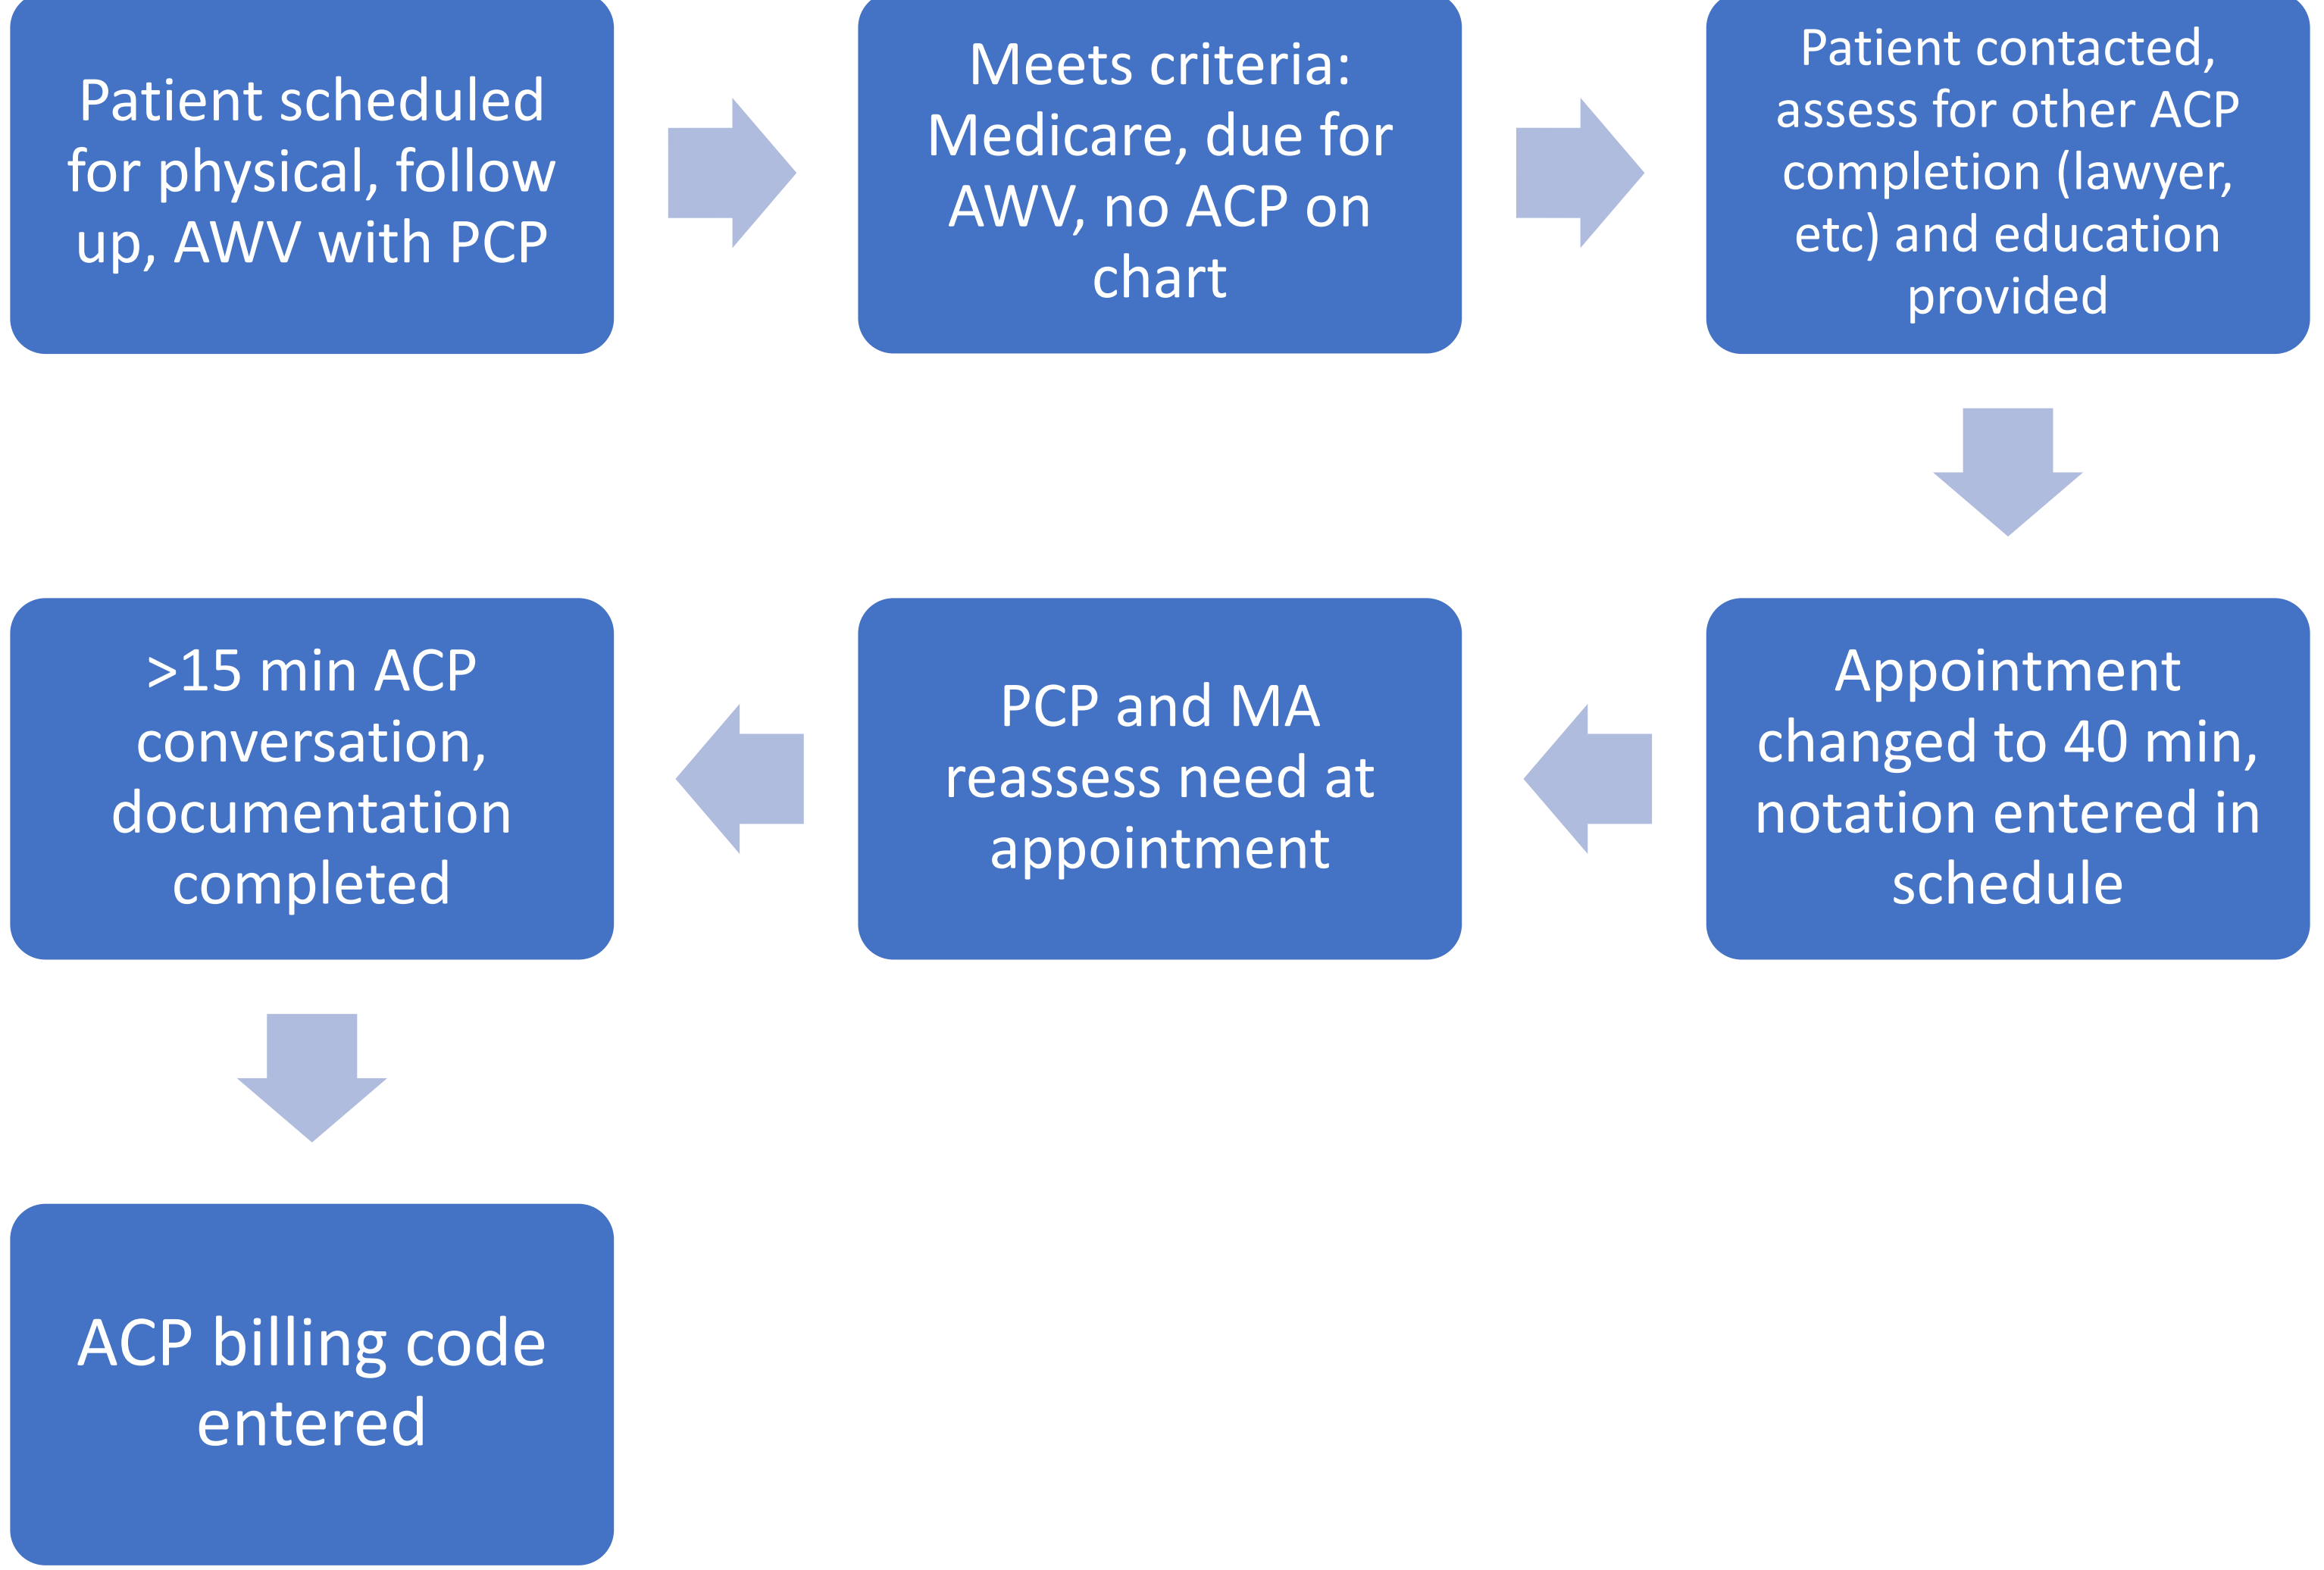 Patient scheduled
for physical, follow
up, AWV with PCP
Meets criteria:
Medicare, due for
AWV, no ACP on
chart
Patient contacted,
assess for other ACP
completion (lawyer,
etc) and education
provided
Appointment
changed to 40 min,
notation entered in
schedule
PCP and MA
reassess need at
appointment
>15 min ACP
conversation,
documentation
completed
ACP billing code
entered